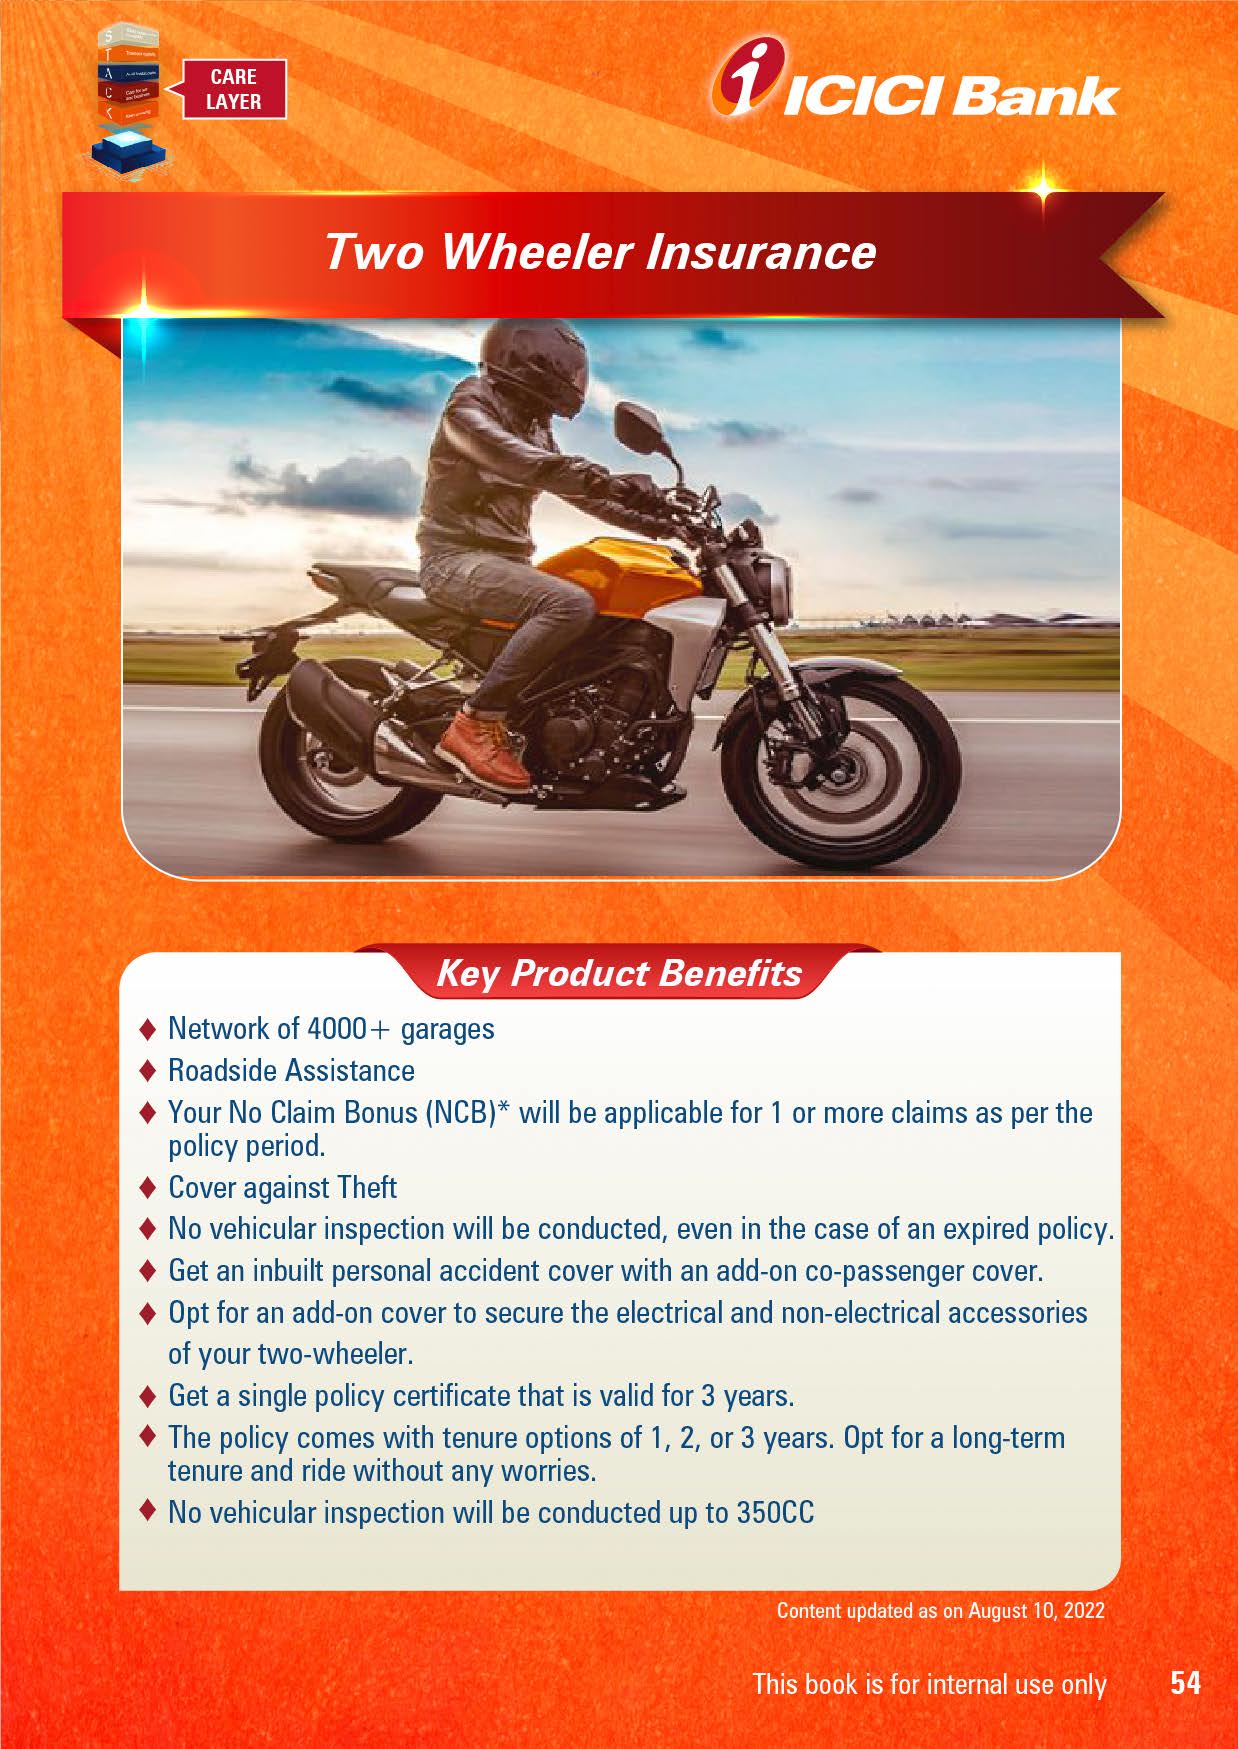 S
T
A
C
K
CARE
LAYER
ICICI Bank
Two Wheeler Insurance
Key Product Benefits
♦ Network of 4000+ garages
♦ Roadside Assistance
♦ Your No Claim Bonus (NCB)* will be applicable for 1 or more claims as per the
policy period.
♦ Cover against Theft
♦ No vehicular inspection will be conducted, even in the case of an expired policy.
♦ Get an inbuilt personal accident cover with an add-on co-passenger cover.
♦ Opt for an add-on cover to secure the electrical and non-electrical accessories
of your two-wheeler.
♦ Get a single policy certificate that is valid for 3 years.
♦ The policy comes with tenure options of 1, 2, or 3 years. Opt for a long-term
tenure and ride without any worries.
♦ No vehicular inspection will be conducted up to 350CC
Content updated as on August 10, 2022
This book is for internal use only 54